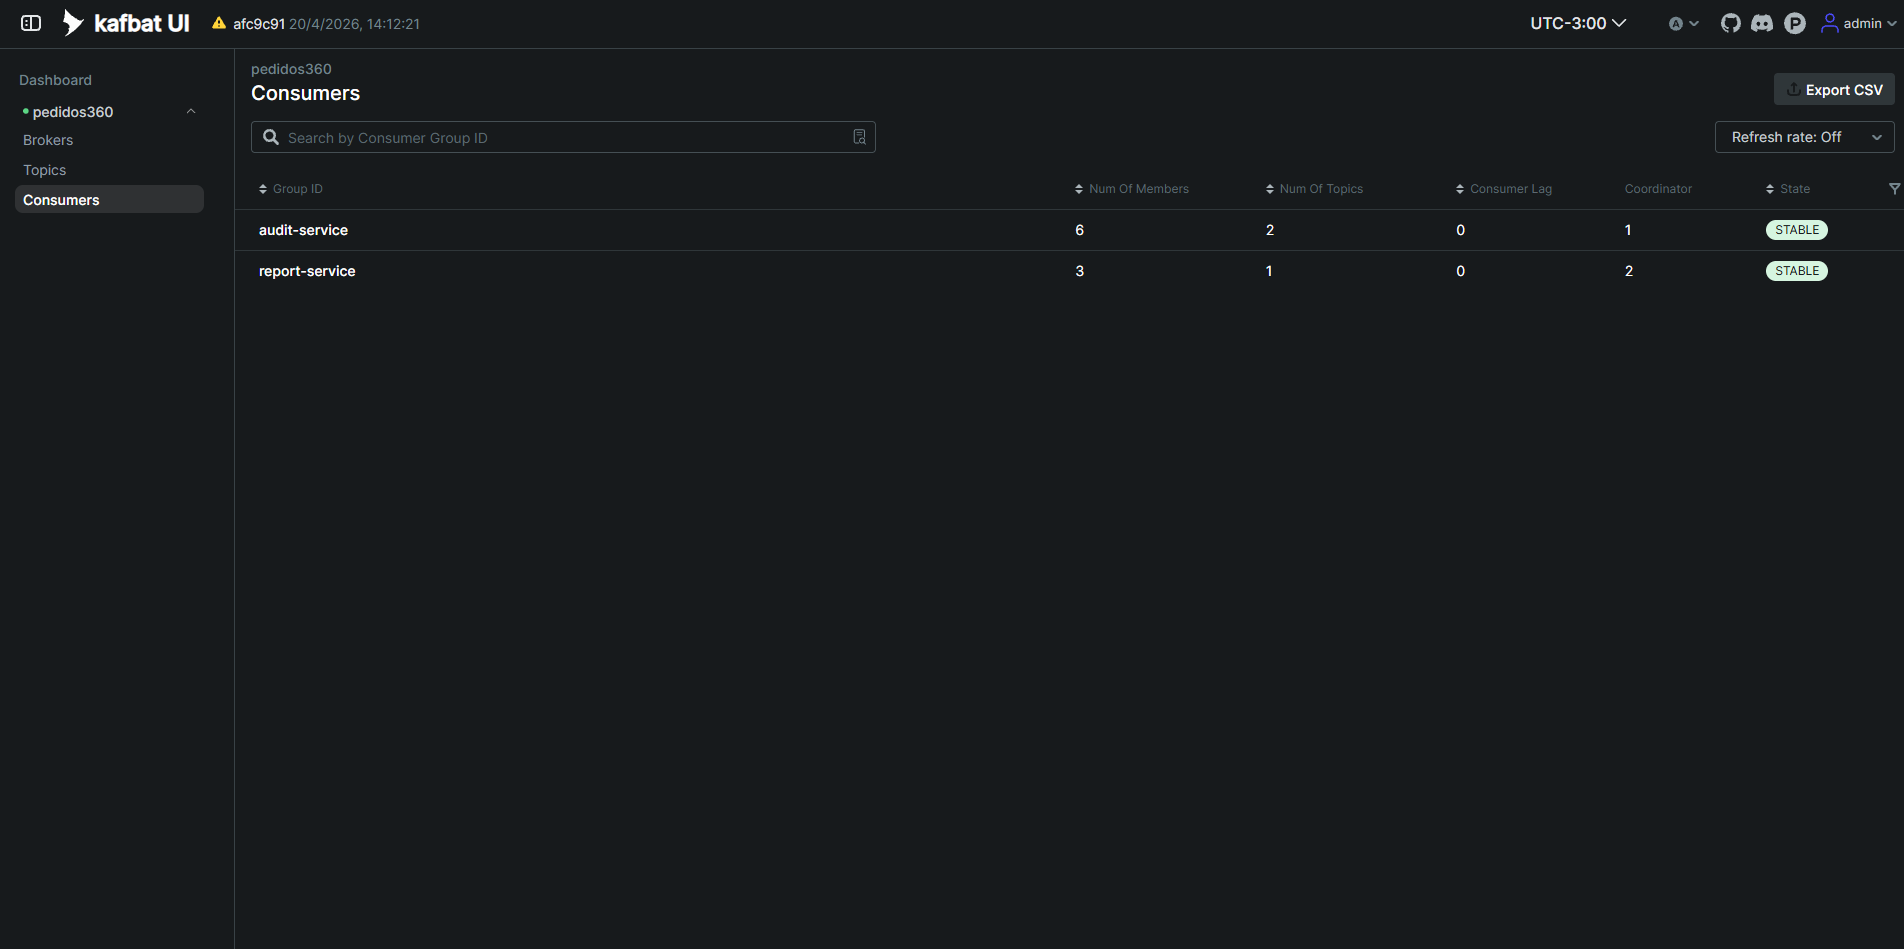 kafbat UI afc9c91 20/4/2026, 14:12:21 UTC-3:00 A P admin
Dashboard
pedidos360
Brokers
Topics
Consumers
pedidos360
Consumers
Export CSV
Search by Consumer Group ID
Refresh rate: Off
Group ID Num Of Members Num Of Topics Consumer Lag Coordinator State
audit-service 6 2 0 1 STABLE
report-service 3 1 0 2 STABLE